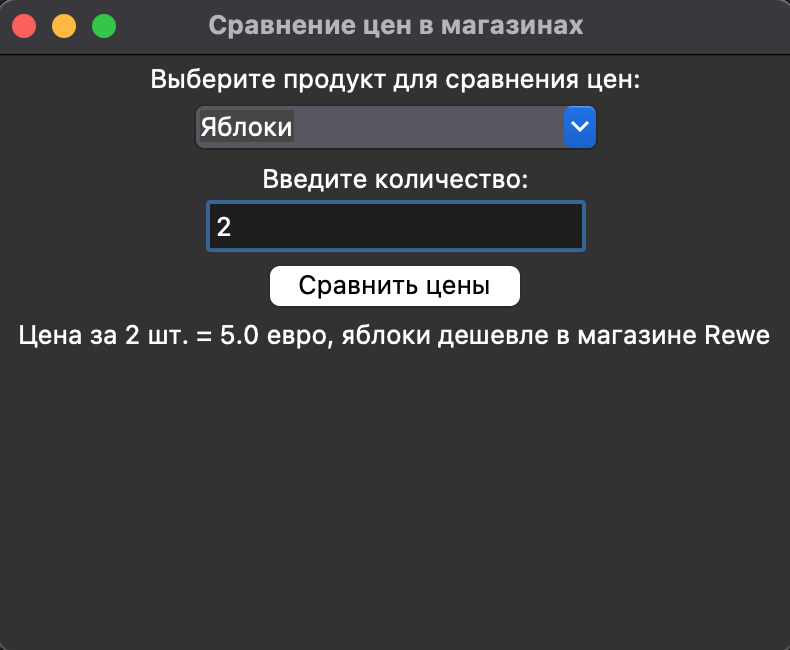 Сравнение цен в магазинах
Выберите продукт для сравнения цен:
Яблоки
Введите количество:
2
Сравнить цены
Цена за 2 шт. = 5.0 евро, яблоки дешевле в магазине Rewe